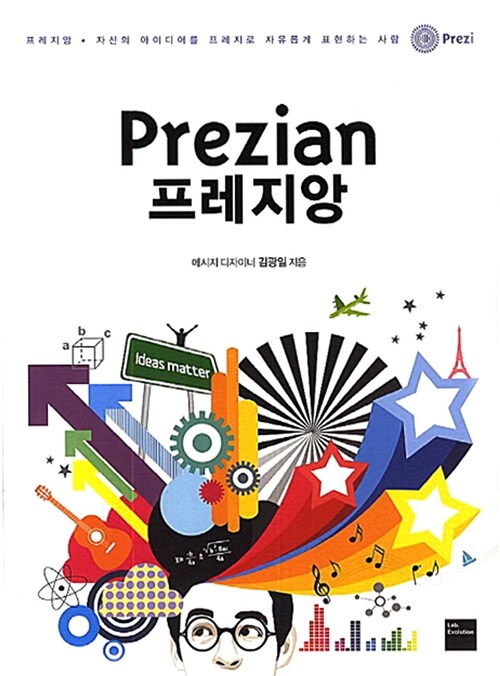 프레지앙 • 자신의 아이디어를 프레지로 자유롭게 표현하는 사람 Prezi
Prezian
프레지앙
메시지 디자이너 김광일 지음
a b c
Ideas matter
Lab.
Evolution